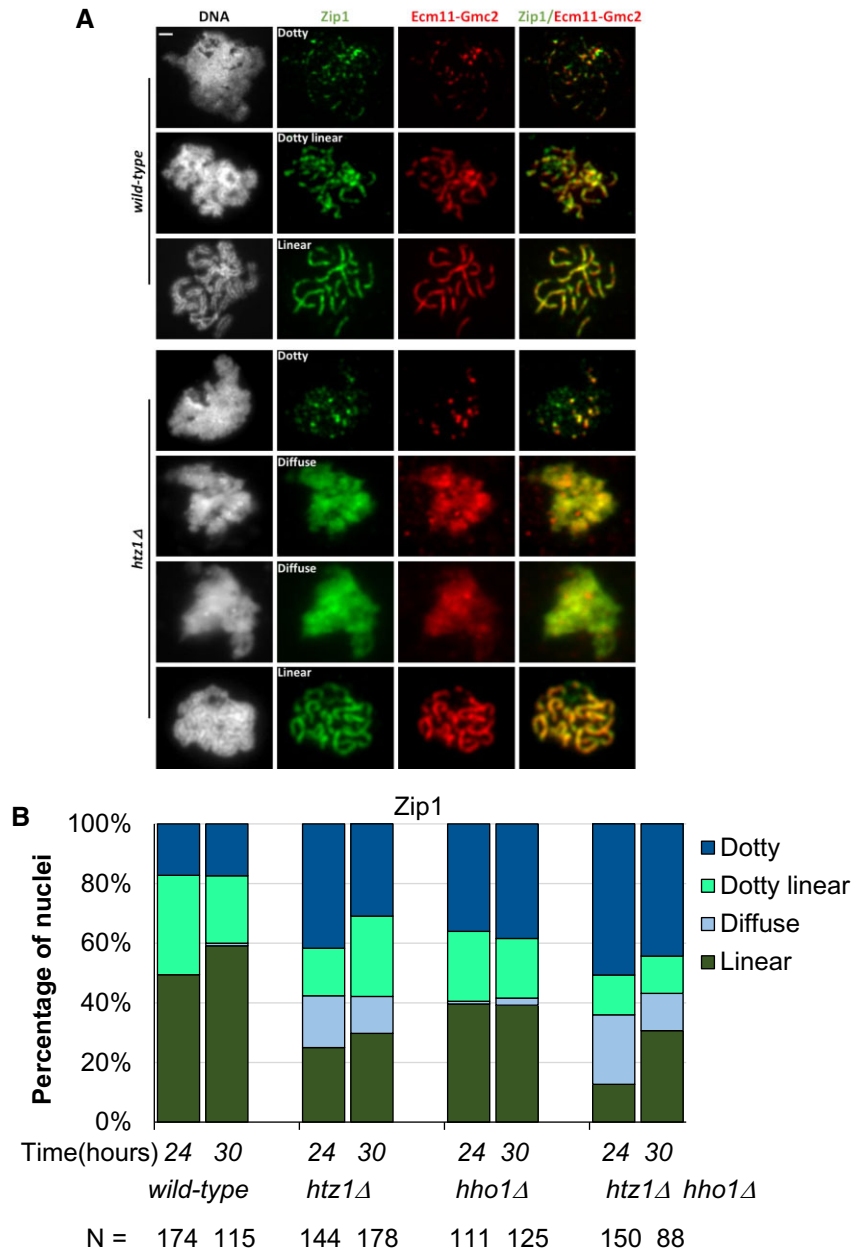 A
DNA Zip1 Ecm11-Gmc2 Zip1/Ecm11-Gmc2
wild-type
Dotty
Dotty linear
Linear
htz1Δ
Dotty
Diffuse
Diffuse
Linear
B
Zip1
Percentage of nuclei
100%
80%
60%
40%
20%
0%
Dotty
Dotty linear
Diffuse
Linear
Time(hours) 24 30 24 30 24 30 24 30
wild-type htz1Δ hho1Δ htz1Δ hho1Δ
N = 174 115 144 178 111 125 150 88